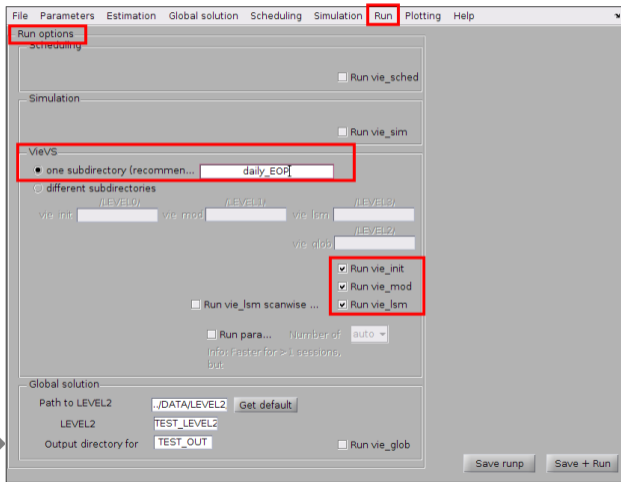 File Parameters Estimation Global solution Scheduling Simulation Run Plotting Help
Run options
Scheduling
Run vie_sched
Simulation
Run vie_sim
VieVS
one subdirectory (recommen... daily_EOP
different subdirectories
/LEVEL0/ /LEVEL1/ /LEVEL3/
vie_init vie_mod vie_lsm
/LEVEL2/
vie_glob
Run vie_init
Run vie_mod
Run vie_lsm scanwise ... Run vie_lsm
Run para... Number of auto
Info: Faster for >1 sessions,
but.
Global solution
Path to LEVEL2 ../DATA/LEVEL2 Get default
LEVEL2 TEST_LEVEL2
Output directory for TEST_OUT Run vie_glob
Save runp Save + Run